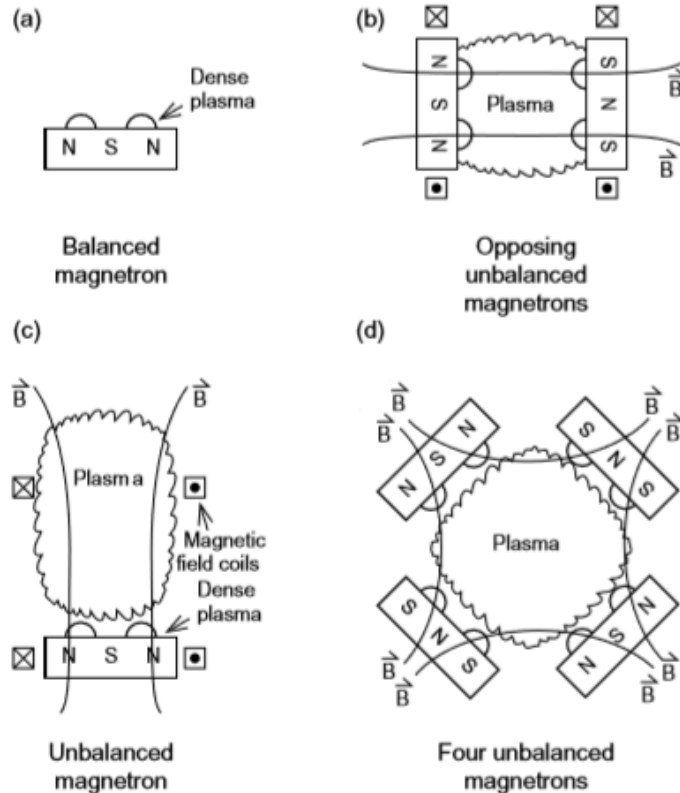 (a)
Dense
plasma
N S N
Balanced
magnetron
(b)
N
S
N
Plasma
S
N
S
B
B
Opposing
unbalanced
magnetrons
(c)
B
B
Plasma
Magnetic
field coils
Dense
plasma
N S N
Unbalanced
magnetron
(d)
B
B
B
B
N S N
S N S
Plasma
S N S
N S N
B
B
B
B
Four unbalanced
magnetrons